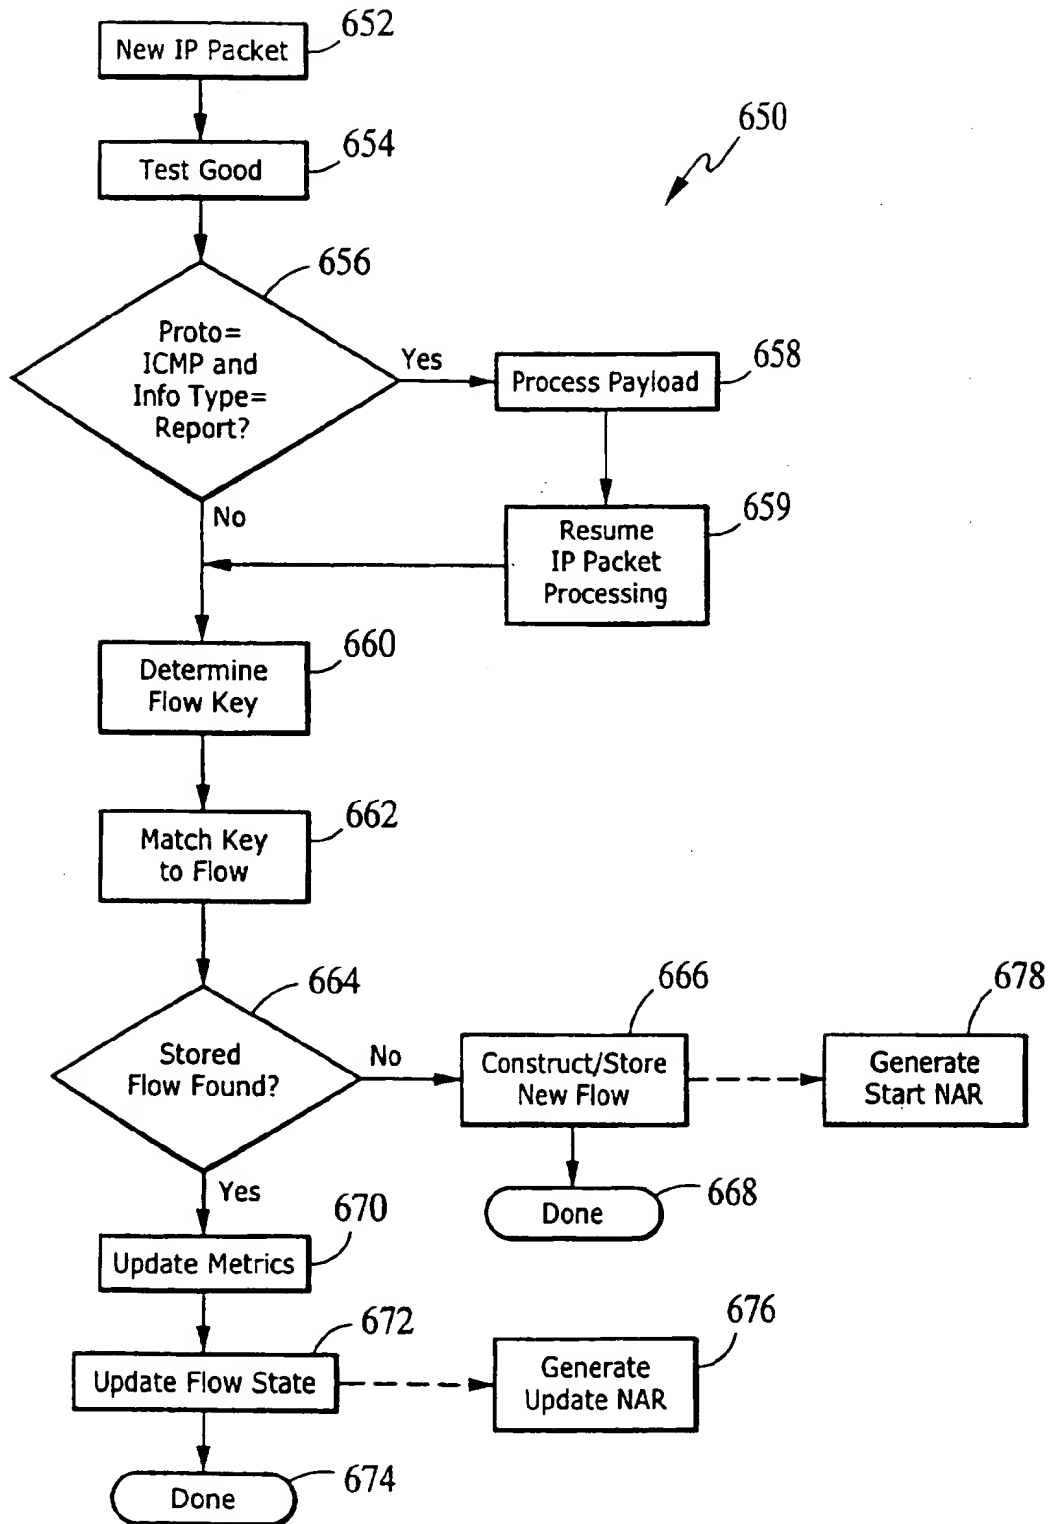 New IP Packet
652
Test Good
654
650
656
Proto=
ICMP and
Info Type=
Report?
Yes
No
Process Payload
658
Resume
IP Packet
Processing
659
Determine
Flow Key
660
Match Key
to Flow
662
Stored
Flow Found?
664
No
Yes
Construct/Store
New Flow
666
Generate
Start NAR
678
Done
668
Update Metrics
670
Update Flow State
672
Generate
Update NAR
676
Done
674